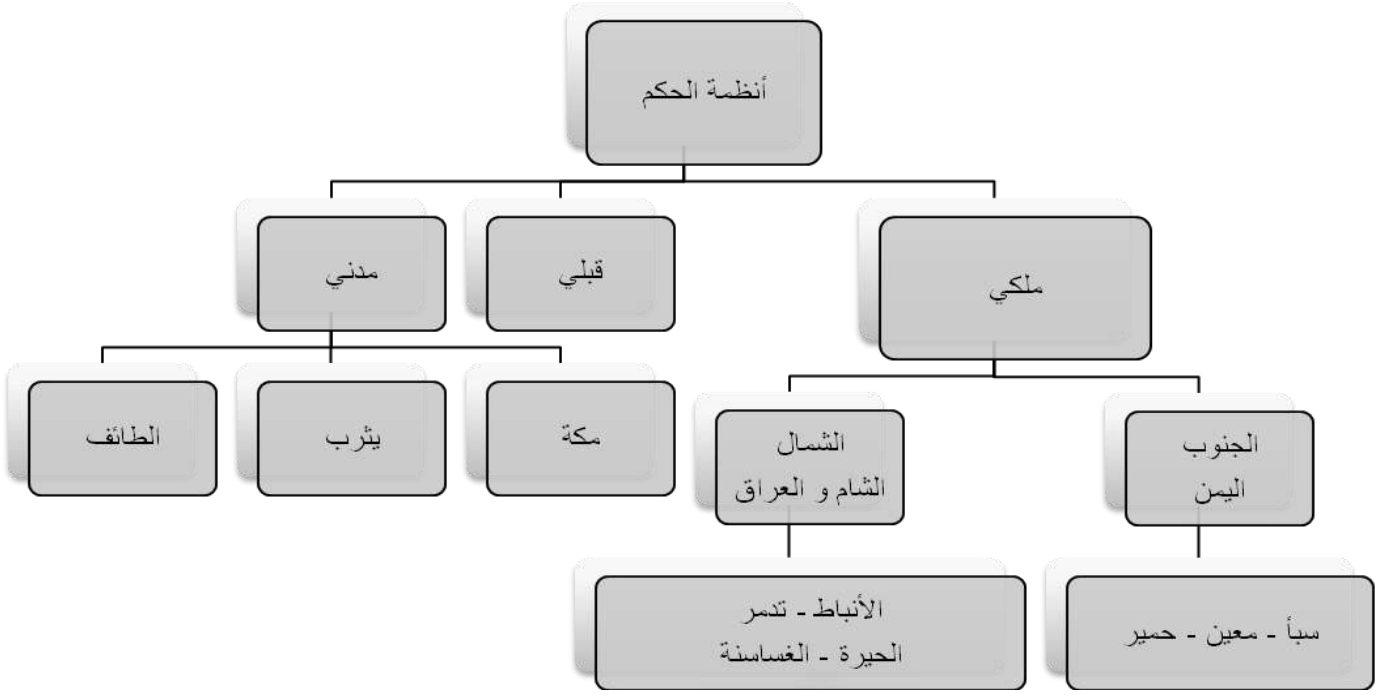 أنظمة الحكم
ملكي
قبلي
مدني
الجنوب
اليمن
الشمال
الشام و العراق
مكة
يثرب
الطائف
سبأ - معين - حمير
الأنباط - تدمر
الحيرة - الغساسنة